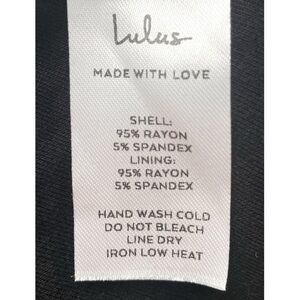 Lulus
MADE WITH LOVE
SHELL:
95% RAYON
5% SPANDEX
LINING:
95% RAYON
5% SPANDEX
HAND WASH COLD
DO NOT BLEACH
LINE DRY
IRON LOW HEAT